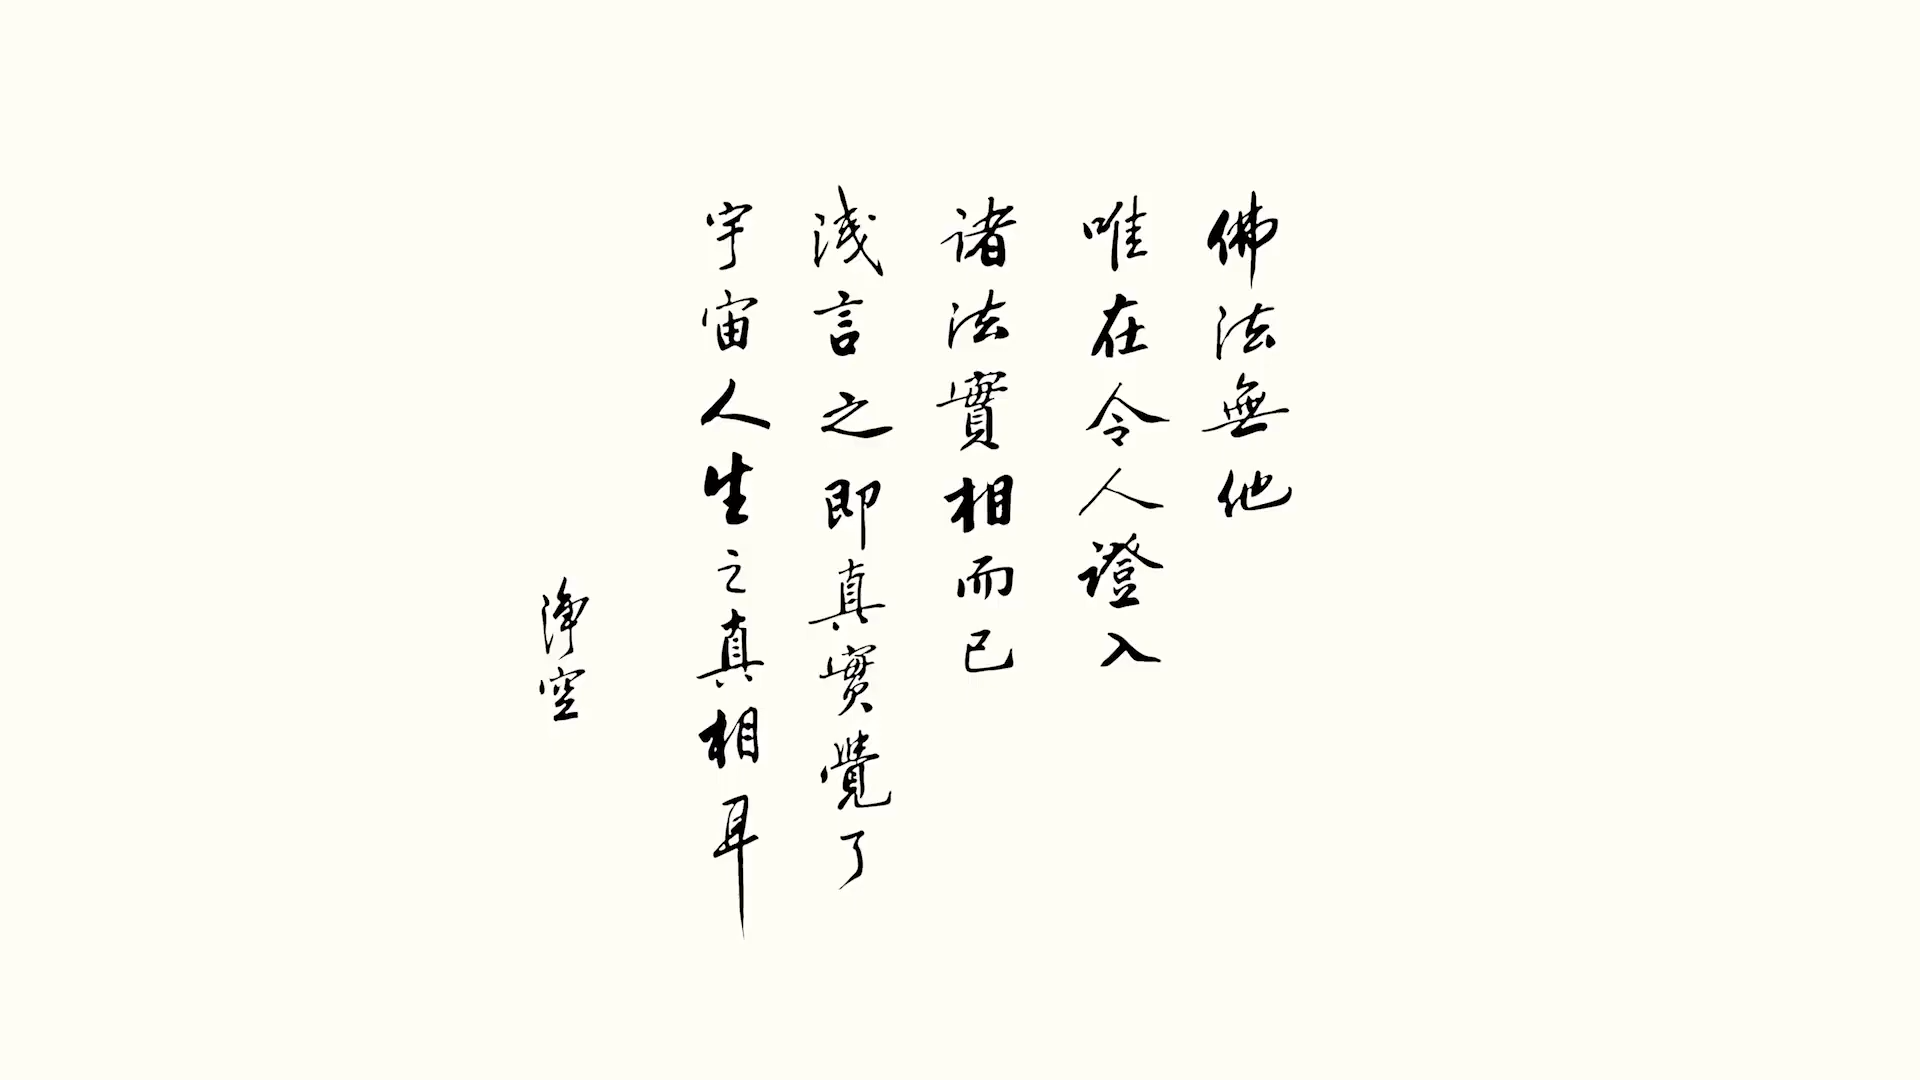 佛法無他
唯在令人證入
诸法實相而已
浅言之即真實覺了
宇宙人生之真相耳
淨空